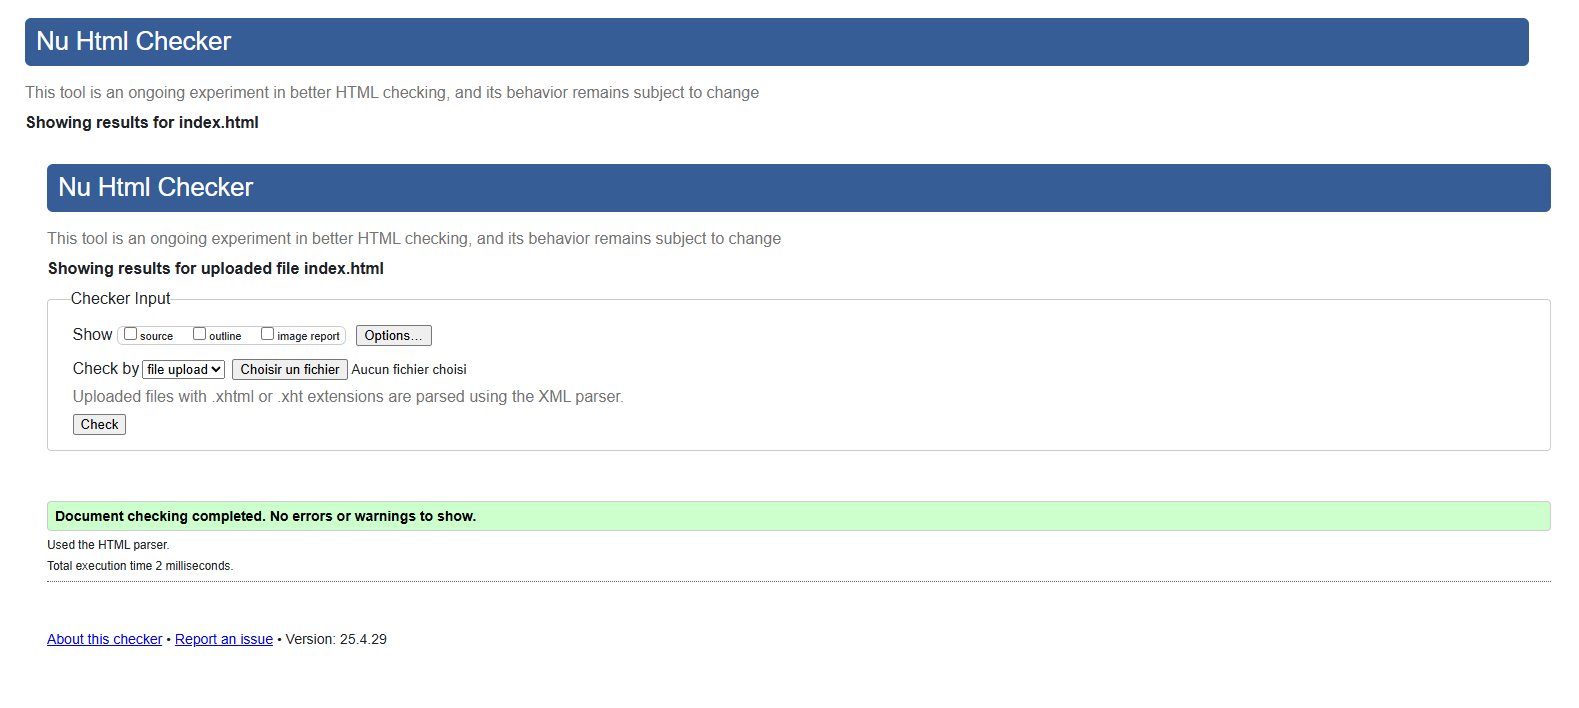 Nu Html Checker
This tool is an ongoing experiment in better HTML checking, and its behavior remains subject to change
Showing results for index.html
Nu Html Checker
This tool is an ongoing experiment in better HTML checking, and its behavior remains subject to change
Showing results for uploaded file index.html
Checker Input
Show source outline image report Options...
Check by file upload Choisir un fichier Aucun fichier choisi
Uploaded files with .xhtml or .xht extensions are parsed using the XML parser.
Check
Document checking completed. No errors or warnings to show.
Used the HTML parser.
Total execution time 2 milliseconds.
About this checker • Report an issue • Version: 25.4.29